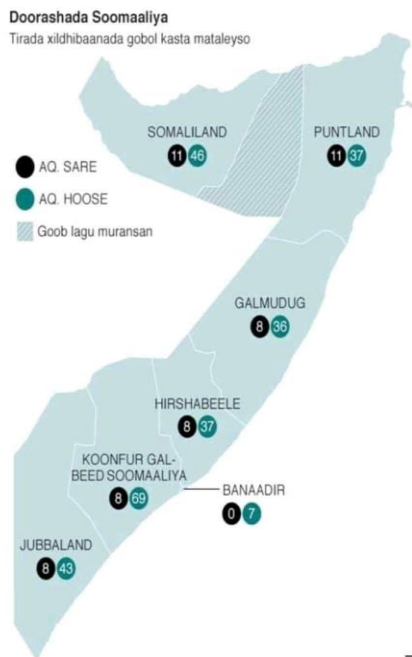 Doorashada Soomaaliya
Tirada xildhibaanada gobol kasta mataleyso
SOMALILAND
11 46
PUNTLAND
11 37
AQ. SARE
AQ. HOOSE
Goob lagu muransan
GALMUDUG
8 36
HIRSHABEELE
8 37
KOONFUR GAL-
BEED SOOMAALIYA
8 69
BANAADIR
0 7
JUBBALAND
8 43